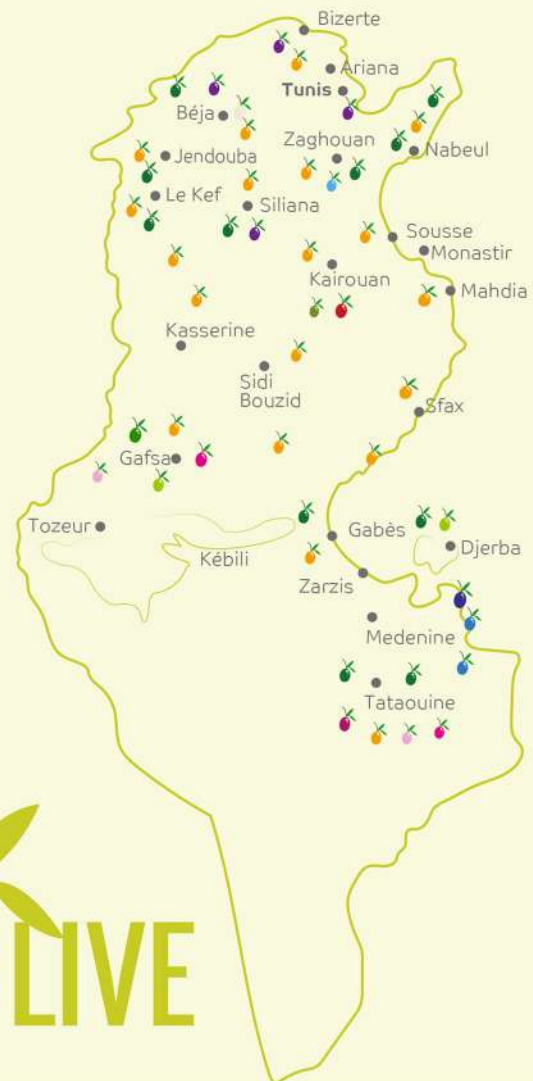 Bizerte
Ariana
Tunis
Béja
Zaghouan
Nabeul
Jendouba
Le Kef
Siliana
Sousse
Monastir
Kairouan
Mahdia
Kasserine
Sidi
Bouzid
Sfax
Gafsa
Tozeur
Kébili
Gabès
Djerba
Zarzis
Medenine
Tataouine
LIVE